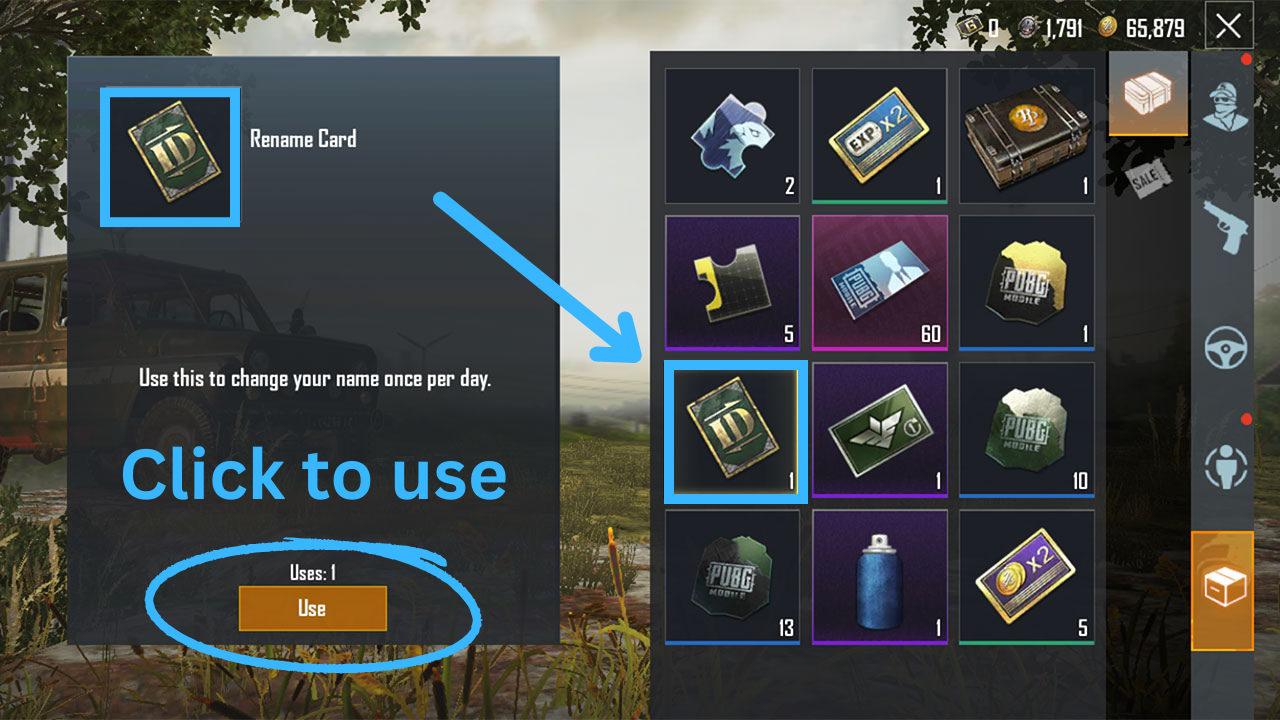 0 1,791 65,879
ID
Rename Card
Use this to change your name once per day.
Click to use
Uses: 1
Use
2
EXP X2
1
1
5
PUBG
MOBILE
60
PUBG
MOBILE
1
ID
1
1
PUBG
MOBILE
10
PUBG
MOBILE
13
1
X2
5
SALE